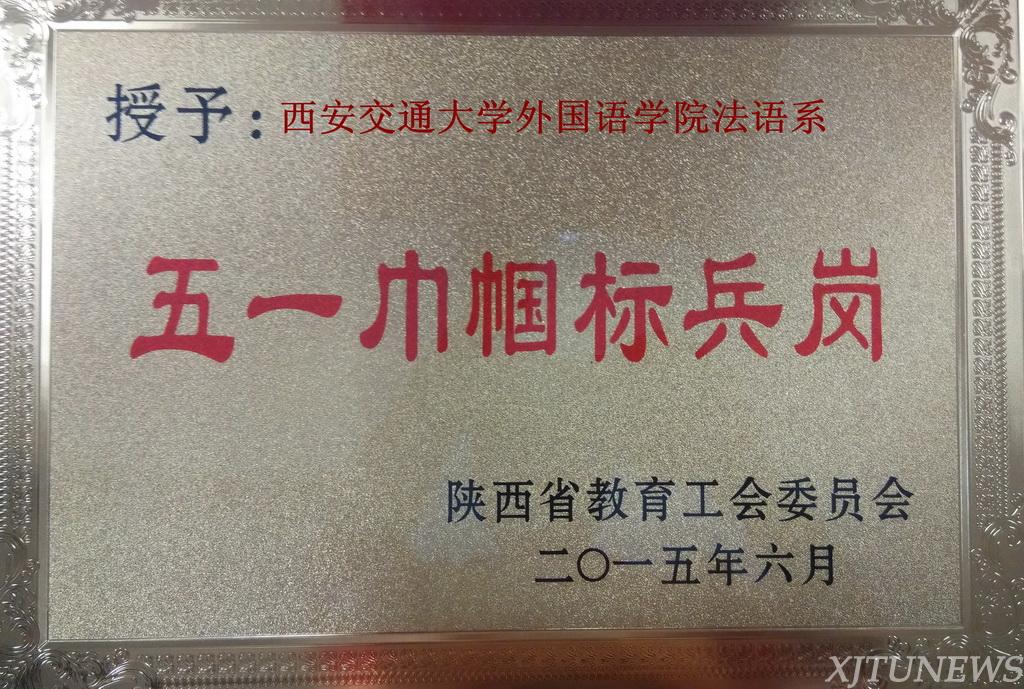 授予：西安交通大学外国语学院法语系
五一巾帼标兵岗
陕西省教育工会委员会
二〇一五年六月
XJTUNEWS